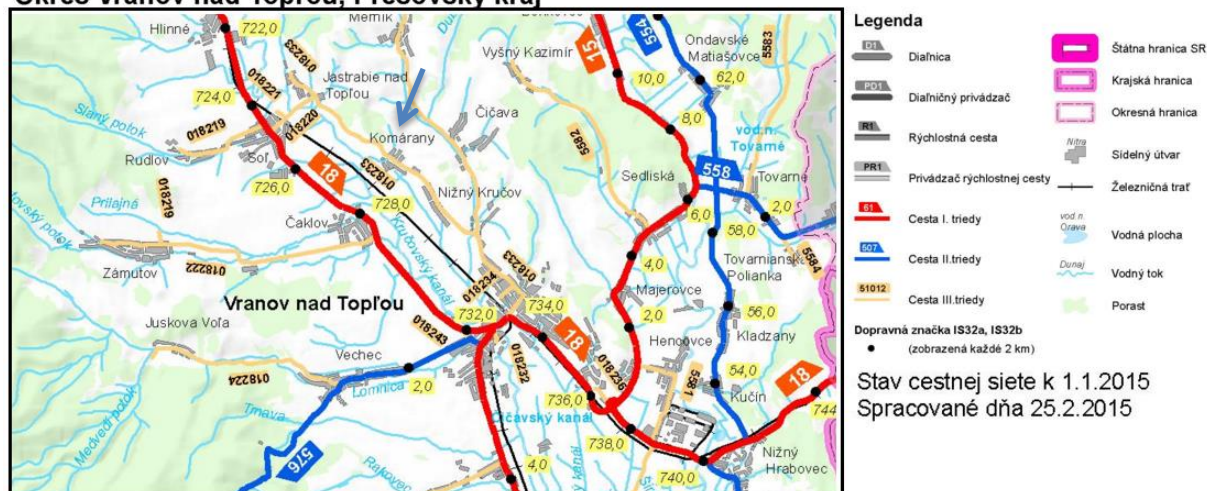 Okres Vranov nad Topľou, Prešovský kraj
Hlinné
722,0
018233
Jastrabie nad
Topľou
018221
724,0
Slaný potok
018219
018220
Rudlov
Soľ
726,0
18
Komárany
018233
Čičava
Vyšný Kazimír
Merník
15
554
Ondavské
Matiašovce
5583
10,0
62,0
8,0
vod.n.
Tovarné
5582
558
Sedliská
Tovarné
2,0
6,0
58,0
Nižný Kručov
728,0
Čaklov
018219
Prilajná
018222
Zámutov
Kručovský kanál
018233
018234
4,0
Tovarnianska
Polianka
5584
Majerovce
2,0
56,0
Kladzany
Vranov nad Topľou
732,0
734,0
18
018243
018232
Juskova Voľa
Vechec
018224
Lomnica
2,0
Medvedí potok
576
Čičavský kanál
736,0
018236
Hencovce
5581
54,0
Kučín
18
744
738,0
740,0
Nižný
Hrabovec
Rakovec
4,0
Legenda
D1
Diaľnica
PD1
Diaľničný privádzač
R1
Rýchlostná cesta
PR1
Privádzač rýchlostnej cesty
61
Cesta I. triedy
507
Cesta II.triedy
51012
Cesta III.triedy
Dopravná značka IS32a, IS32b
(zobrazená každé 2 km)
Štátna hranica SR
Krajská hranica
Okresná hranica
Nitra
Sídelný útvar
Železničná trať
vod.n.
Orava
Vodná plocha
Dunaj
Vodný tok
Porast
Stav cestnej siete k 1.1.2015
Spracované dňa 25.2.2015